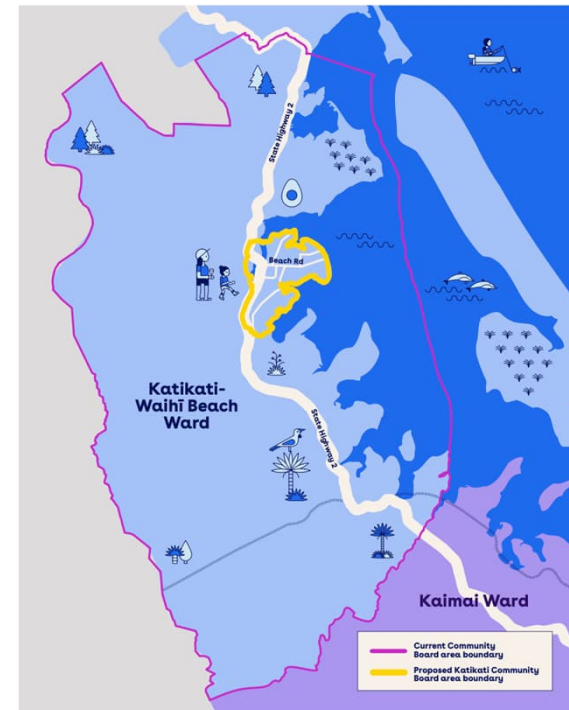 State Highway 2
Beach Rd
Katikati-
Waihī Beach
Ward
State Highway 2
Kaimai Ward
Current Community
Board area boundary
Proposed Katikati Community
Board area boundary